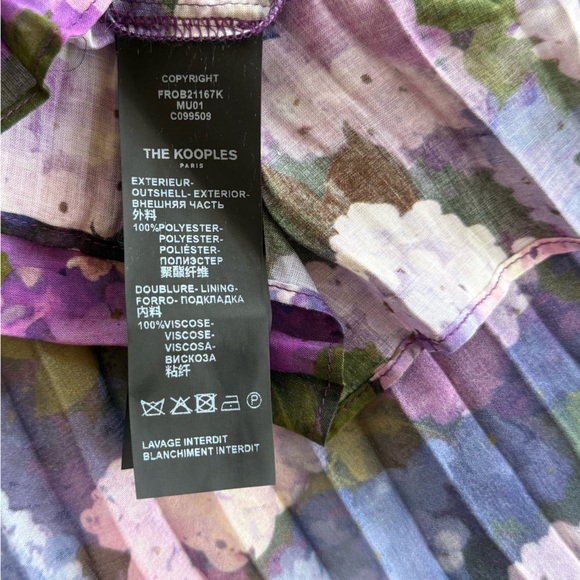 COPYRIGHT
FROB21167K
MU01
C099509
THE KOOPLES
PARIS
EXTERIEUR-
OUTSHELL- EXTERIOR-
ВНЕШНЯЯ ЧАСТЬ
外料
100%POLYESTER-
POLYESTER-
POLIÉSTER-
ПОЛИЭСТЕР
聚酯纤维
DOUBLURE- LINING-
FORRO- ПОДКЛАДКА
内料
100%VISCOSE-
VISCOSE-
VISCOSA-
ВИСКОЗА
粘纤
P
LAVAGE INTERDIT
BLANCHIMENT INTERDIT